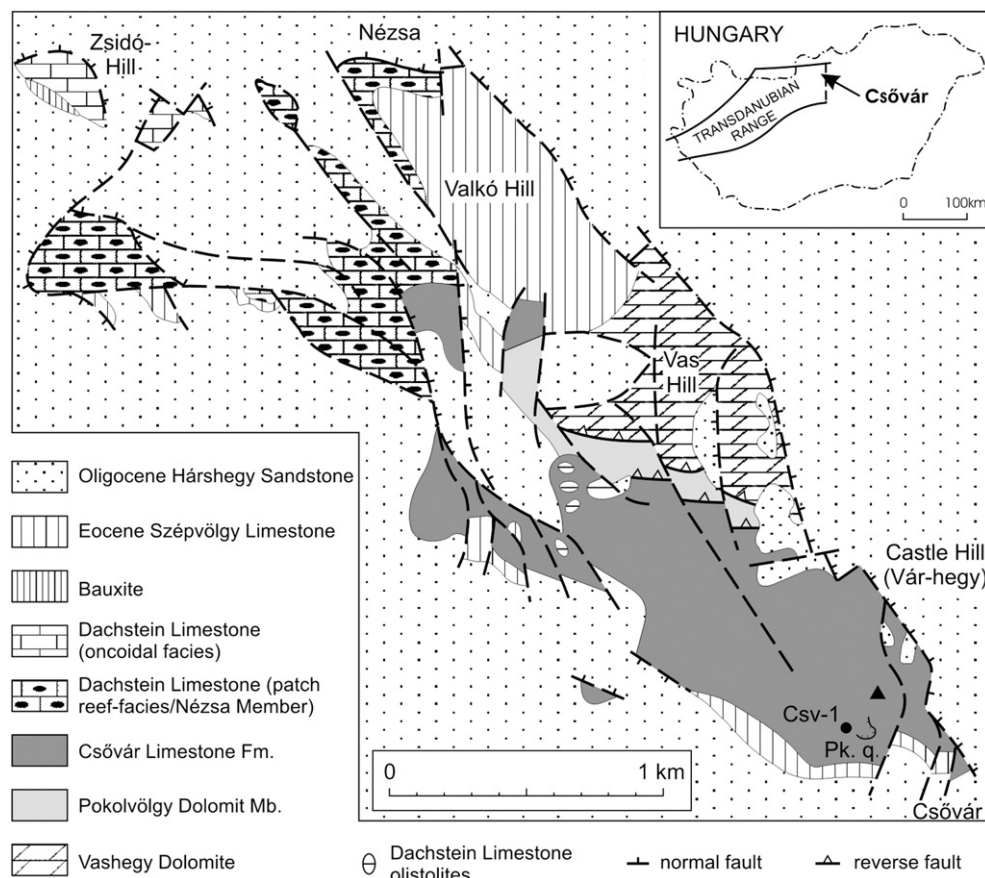 Zsidó-
Hill
Nézsa
HUNGARY
Csővár
TRANSDANUBIAN
RANGE
0 100km
Valkó Hill
Vas
Hill
Castle Hill
(Vár-hegy)
Csv-1
Pk. q.
Csővár
0 1 km
Oligocene Hárshegy Sandstone
Eocene Szépvölgy Limestone
Bauxite
Dachstein Limestone
(oncoidal facies)
Dachstein Limestone (patch
reef-facies/Nézsa Member)
Csővár Limestone Fm.
Pokolvölgy Dolomit Mb.
Vashegy Dolomite
Dachstein Limestone
olistolites
normal fault
reverse fault